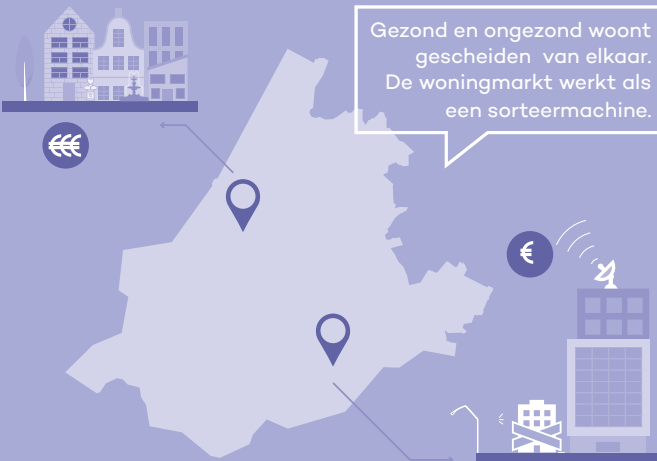 Gezond en ongezond woont
gescheiden van elkaar.
De woningmarkt werkt als
een sorteermachine.
€€€
€